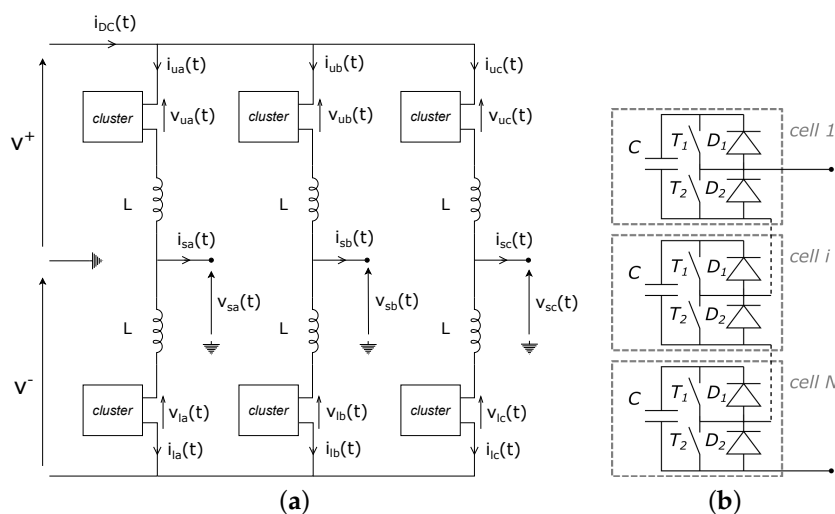 i_DC(t)
i_ua(t) i_ub(t) i_uc(t)
cluster v_ua(t) cluster v_ub(t) cluster v_uc(t)
v+
L L L
i_sa(t) i_sb(t) i_sc(t)
v_sa(t) v_sb(t) v_sc(t)
L L L
v-
cluster v_la(t) cluster v_lb(t) cluster v_lc(t)
i_la(t) i_lb(t) i_lc(t)
(a)
cell 1
C T1 D1
T2 D2
cell i
C T1 D1
T2 D2
cell N
C T1 D1
T2 D2
(b)